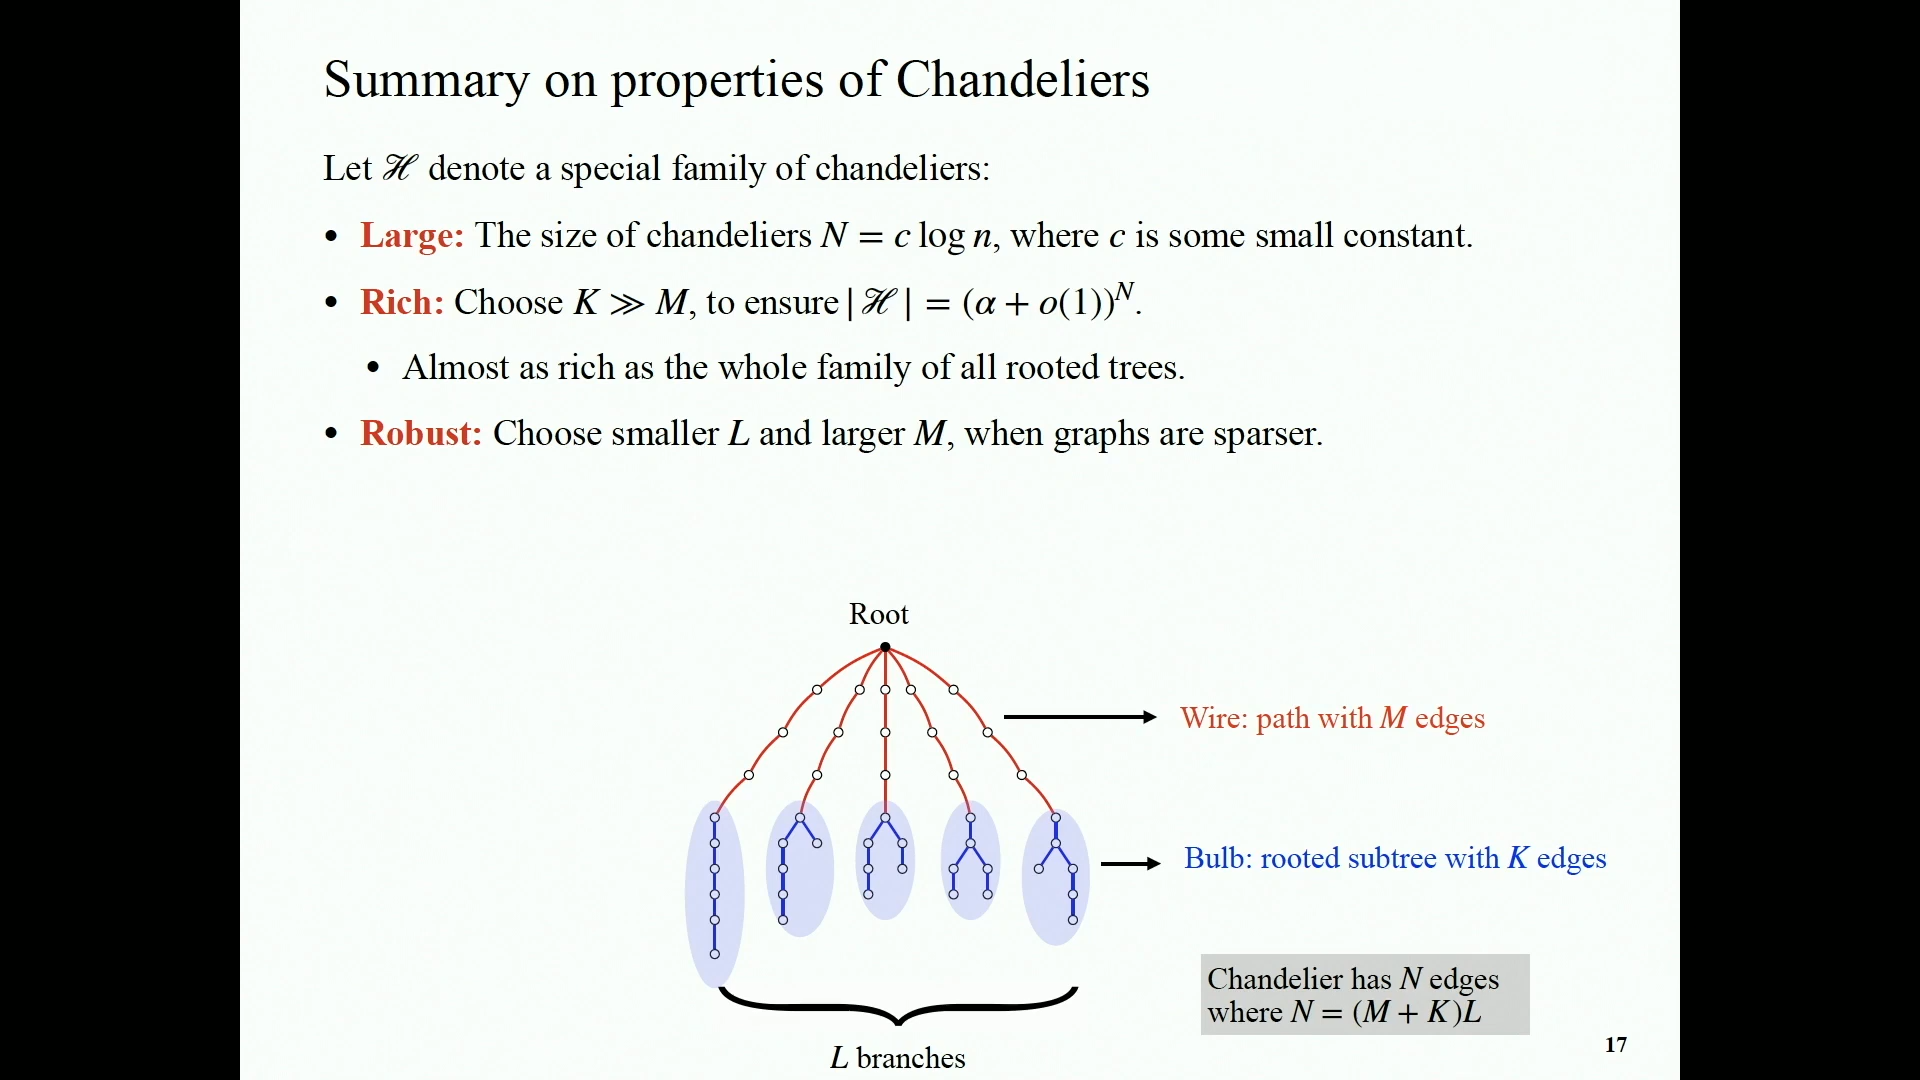 Summary on properties of Chandeliers
Let ℋ denote a special family of chandeliers:
• Large: The size of chandeliers N = c log n, where c is some small constant.
• Rich: Choose K ≫ M, to ensure |ℋ| = (α + o(1))^N.
• Almost as rich as the whole family of all rooted trees.
• Robust: Choose smaller L and larger M, when graphs are sparser.
Root
Wire: path with M edges
Bulb: rooted subtree with K edges
Chandelier has N edges
where N = (M + K)L
L branches
17